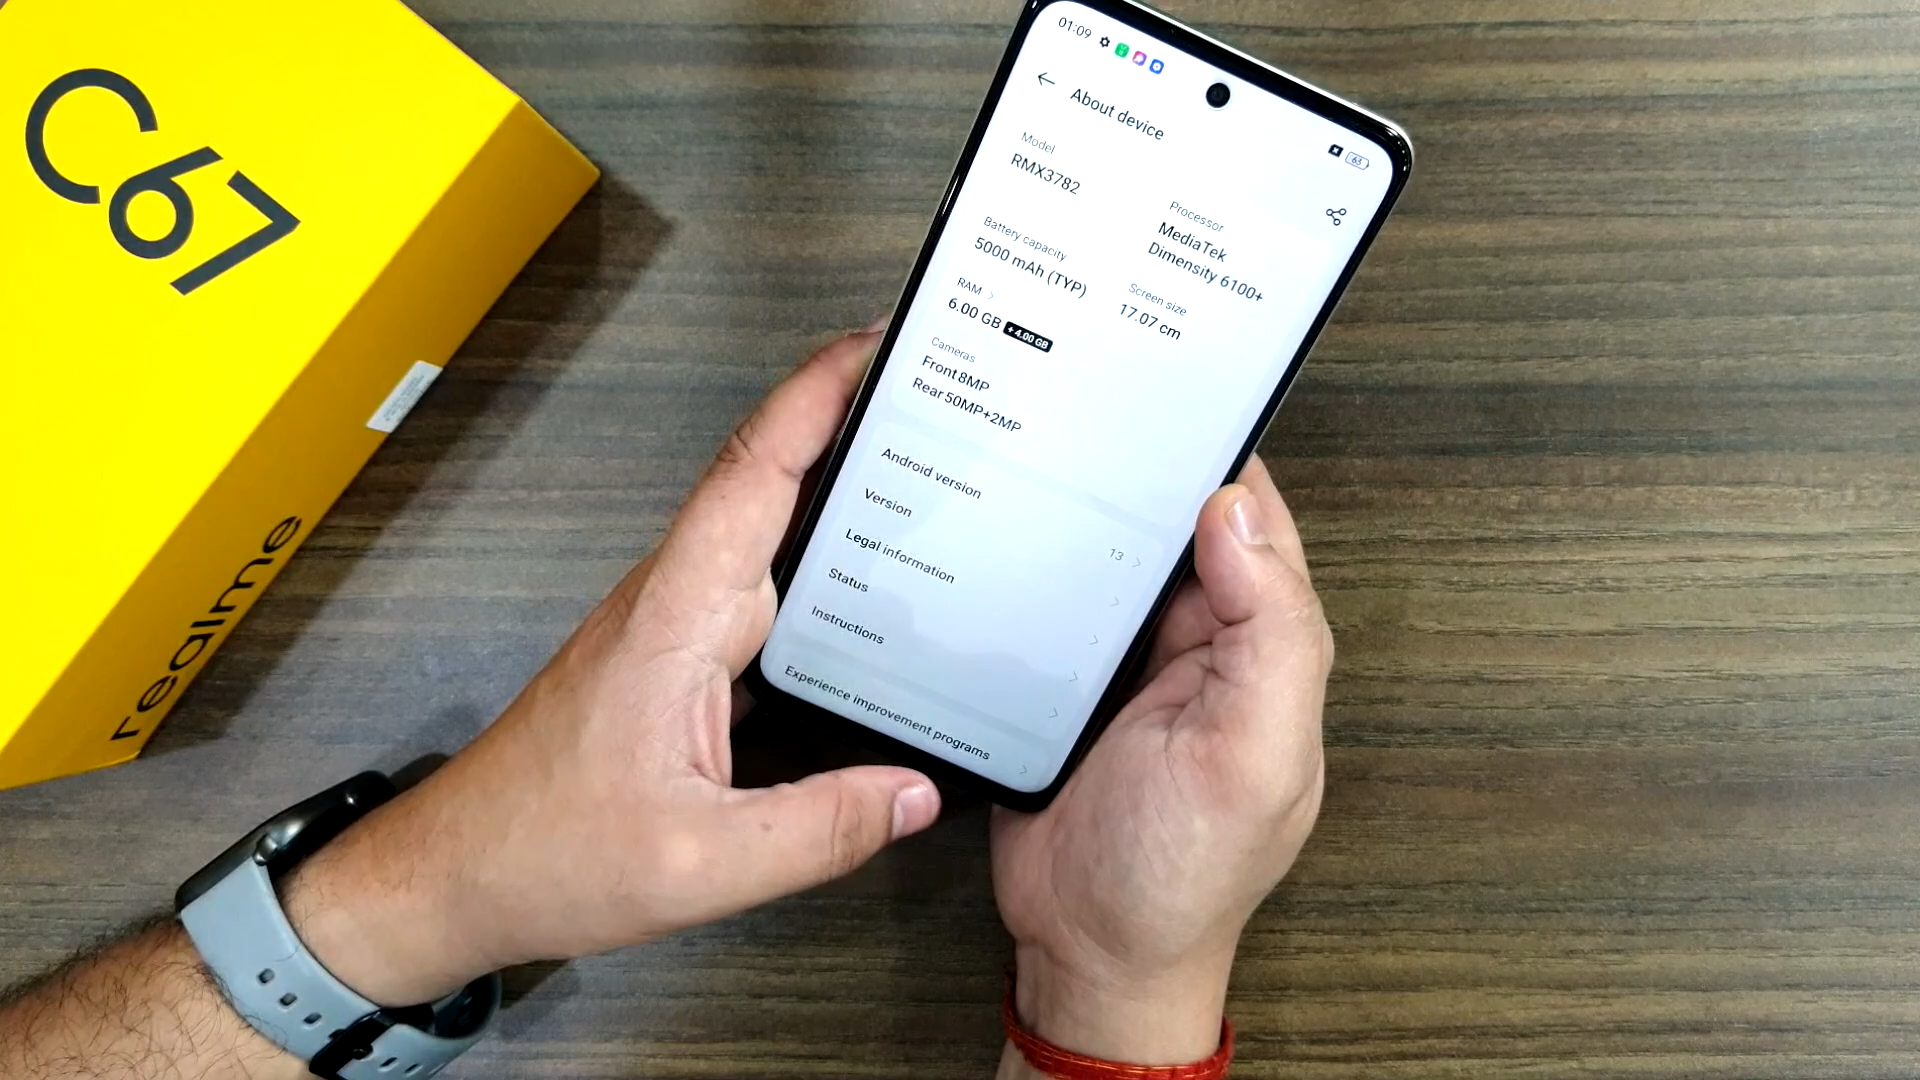 C67
realme
01:09
63
About device
Model
RMX3782
Processor
MediaTek
Dimensity 6100+
Battery capacity
5000 mAh (TYP)
Screen size
17.07 cm
RAM
6.00 GB + 4.00 GB
Cameras
Front 8MP
Rear 50MP+2MP
Android version
13
Version
Legal information
Status
Instructions
Experience improvement programs